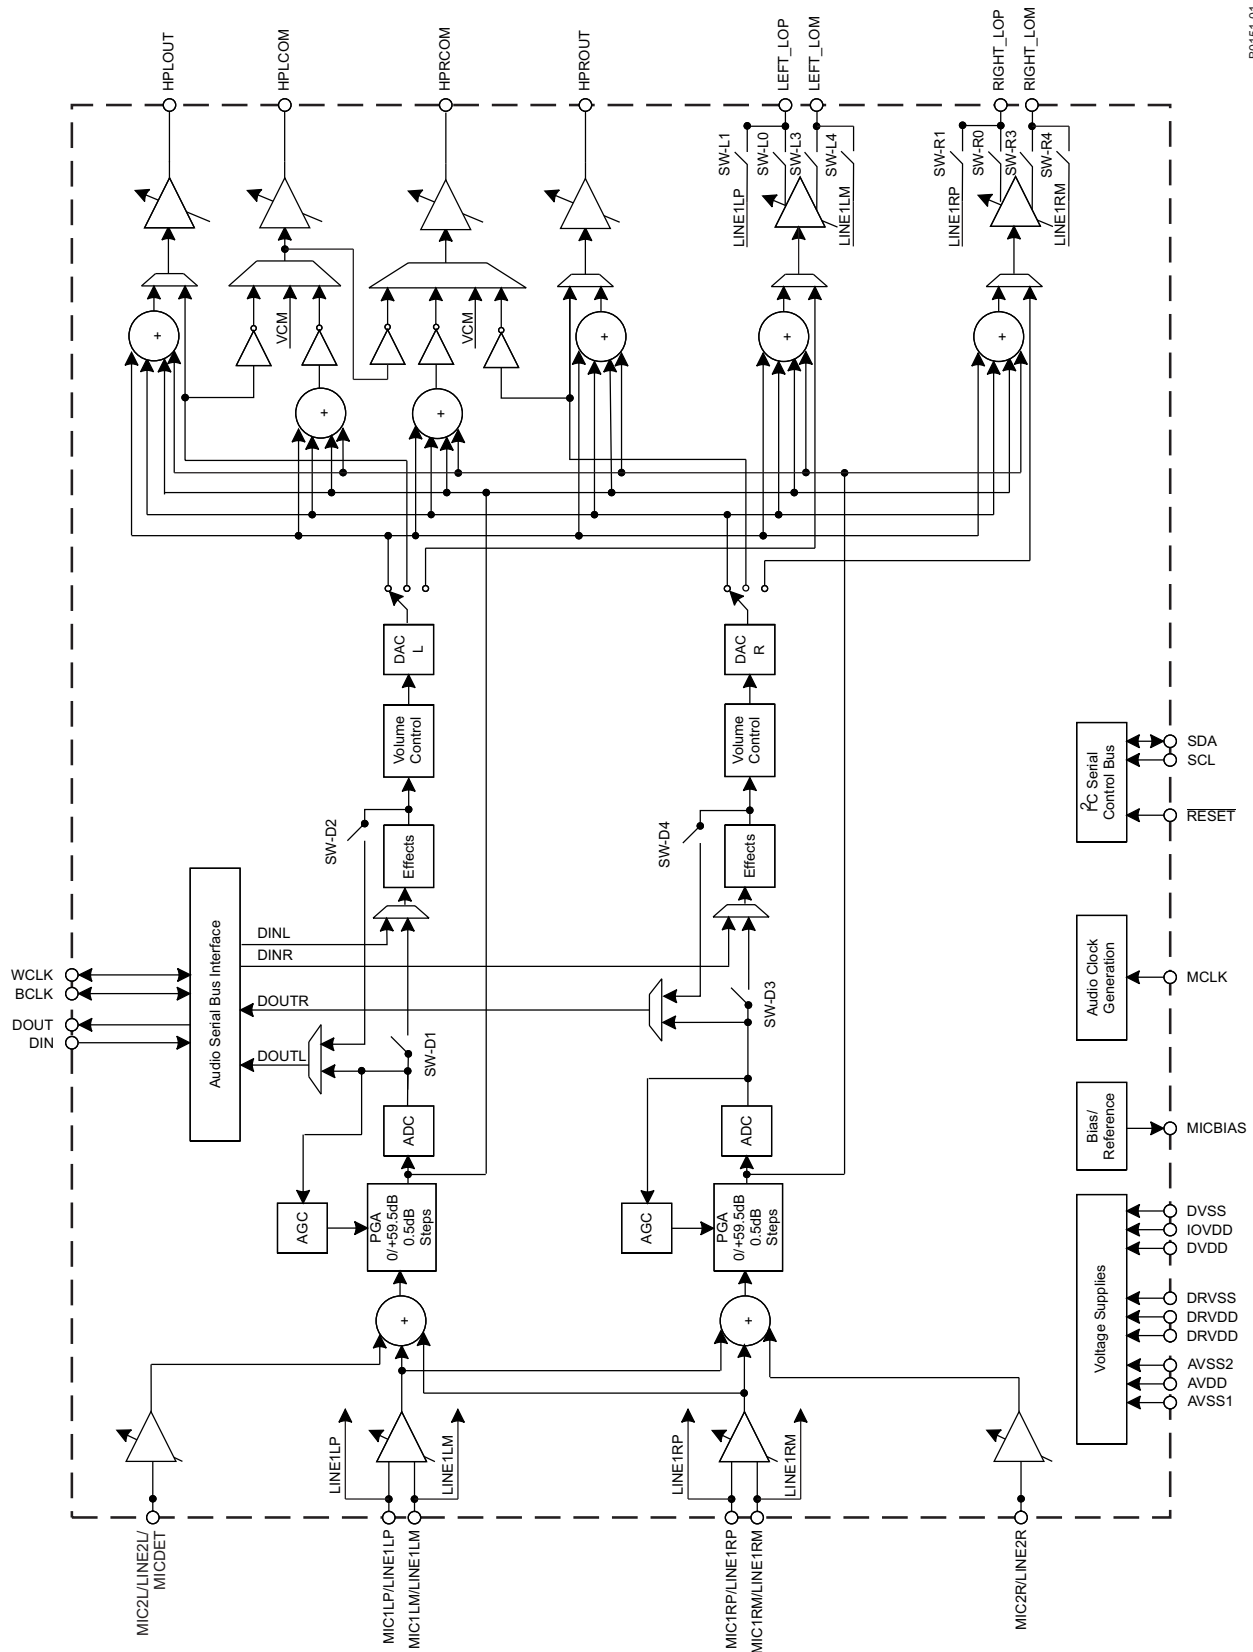 B0151-01
HPLOUT
HPLCOM
HPRCOM
HPROUT
LEFT_LOP
LEFT_LOM
RIGHT_LOP
RIGHT_LOM
SW-L1
SW-L0
SW-L3
SW-L4
LINE1LP
LINE1LM
SW-R1
SW-R0
SW-R3
SW-R4
LINE1RP
LINE1RM
VCM
VCM
+
+
+
+
+
+
DAC
L
DAC
R
Volume
Control
Volume
Control
SW-D2
SW-D4
Effects
Effects
Audio Serial Bus Interface
DINL
DINR
DOUTR
DOUTL
WCLK
BCLK
DOUT
DIN
SW-D1
SW-D3
ADC
ADC
AGC
AGC
PGA
0/+59.5dB
0.5dB
Steps
PGA
0/+59.5dB
0.5dB
Steps
+
+
LINE1LP
LINE1LM
LINE1RP
LINE1RM
MIC2L/LINE2L/
MICDET
MIC1LP/LINE1LP
MIC1LM/LINE1LM
MIC1RP/LINE1RP
MIC1RM/LINE1RM
MIC2R/LINE2R
I2C Serial
Control Bus
SDA
SCL
RESET
Audio Clock
Generation
MCLK
Bias/
Reference
MICBIAS
Voltage Supplies
DVSS
IOVDD
DVDD
DRVSS
DRVDD
DRVDD
AVSS2
AVDD
AVSS1